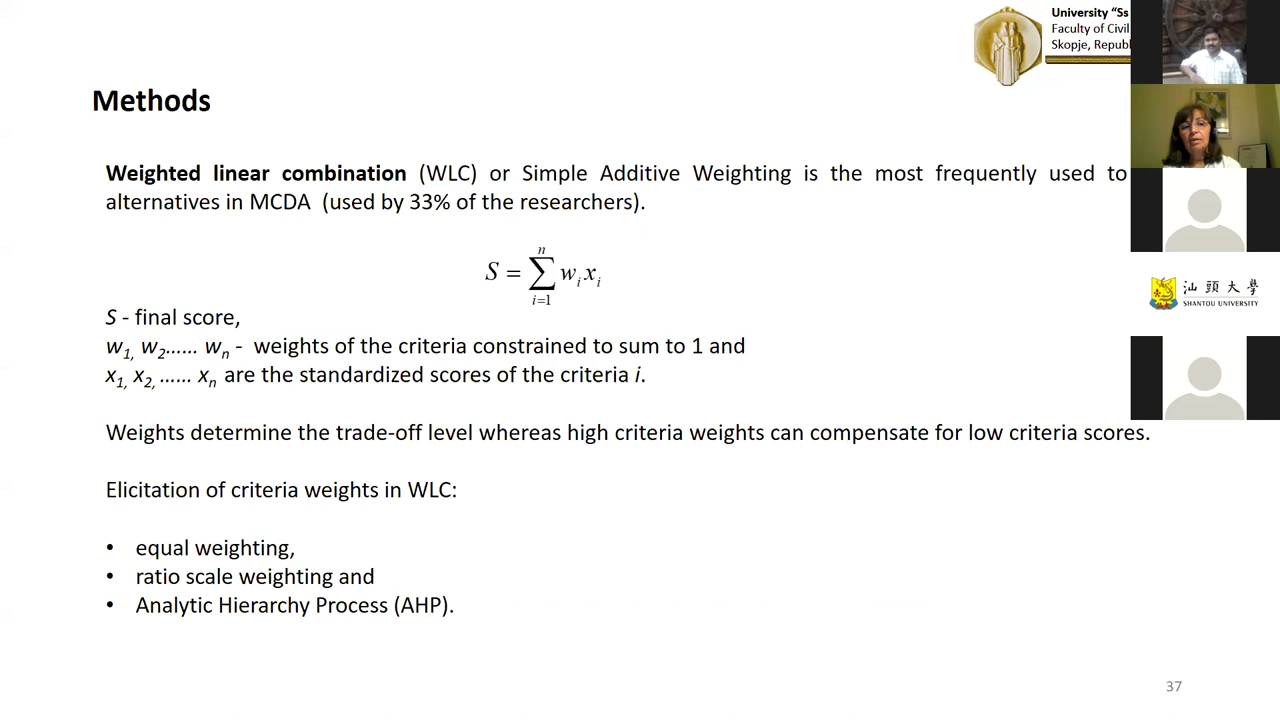 University “Ss
Faculty of Civil
Skopje, Republ
Methods
Weighted linear combination (WLC) or Simple Additive Weighting is the most frequently used to
alternatives in MCDA (used by 33% of the researchers).
S = ∑ᵢ₌₁ⁿ wᵢxᵢ
S - final score,
w1, w2…… wn - weights of the criteria constrained to sum to 1 and
x1, x2, …… xn are the standardized scores of the criteria i.
Weights determine the trade-off level whereas high criteria weights can compensate for low criteria scores.
Elicitation of criteria weights in WLC:
• equal weighting,
• ratio scale weighting and
• Analytic Hierarchy Process (AHP).
汕頭大學
SHANTOU UNIVERSITY
37